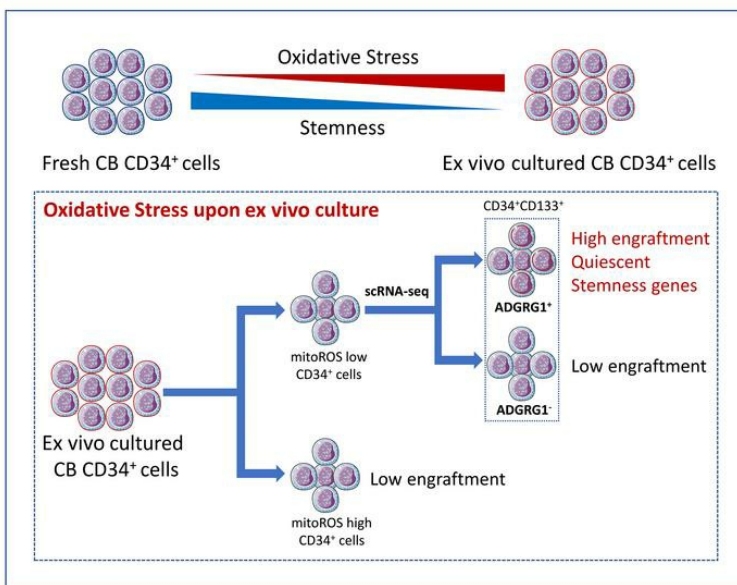 Oxidative Stress
Stemness
Fresh CB CD34⁺ cells
Ex vivo cultured CB CD34⁺ cells
Oxidative Stress upon ex vivo culture
CD34⁺CD133⁺
High engraftment
Quiescent
Stemness genes
scRNA-seq
ADGRG1⁺
mitoROS low
CD34⁺ cells
Low engraftment
ADGRG1⁻
Ex vivo cultured
CB CD34⁺ cells
Low engraftment
mitoROS high
CD34⁺ cells